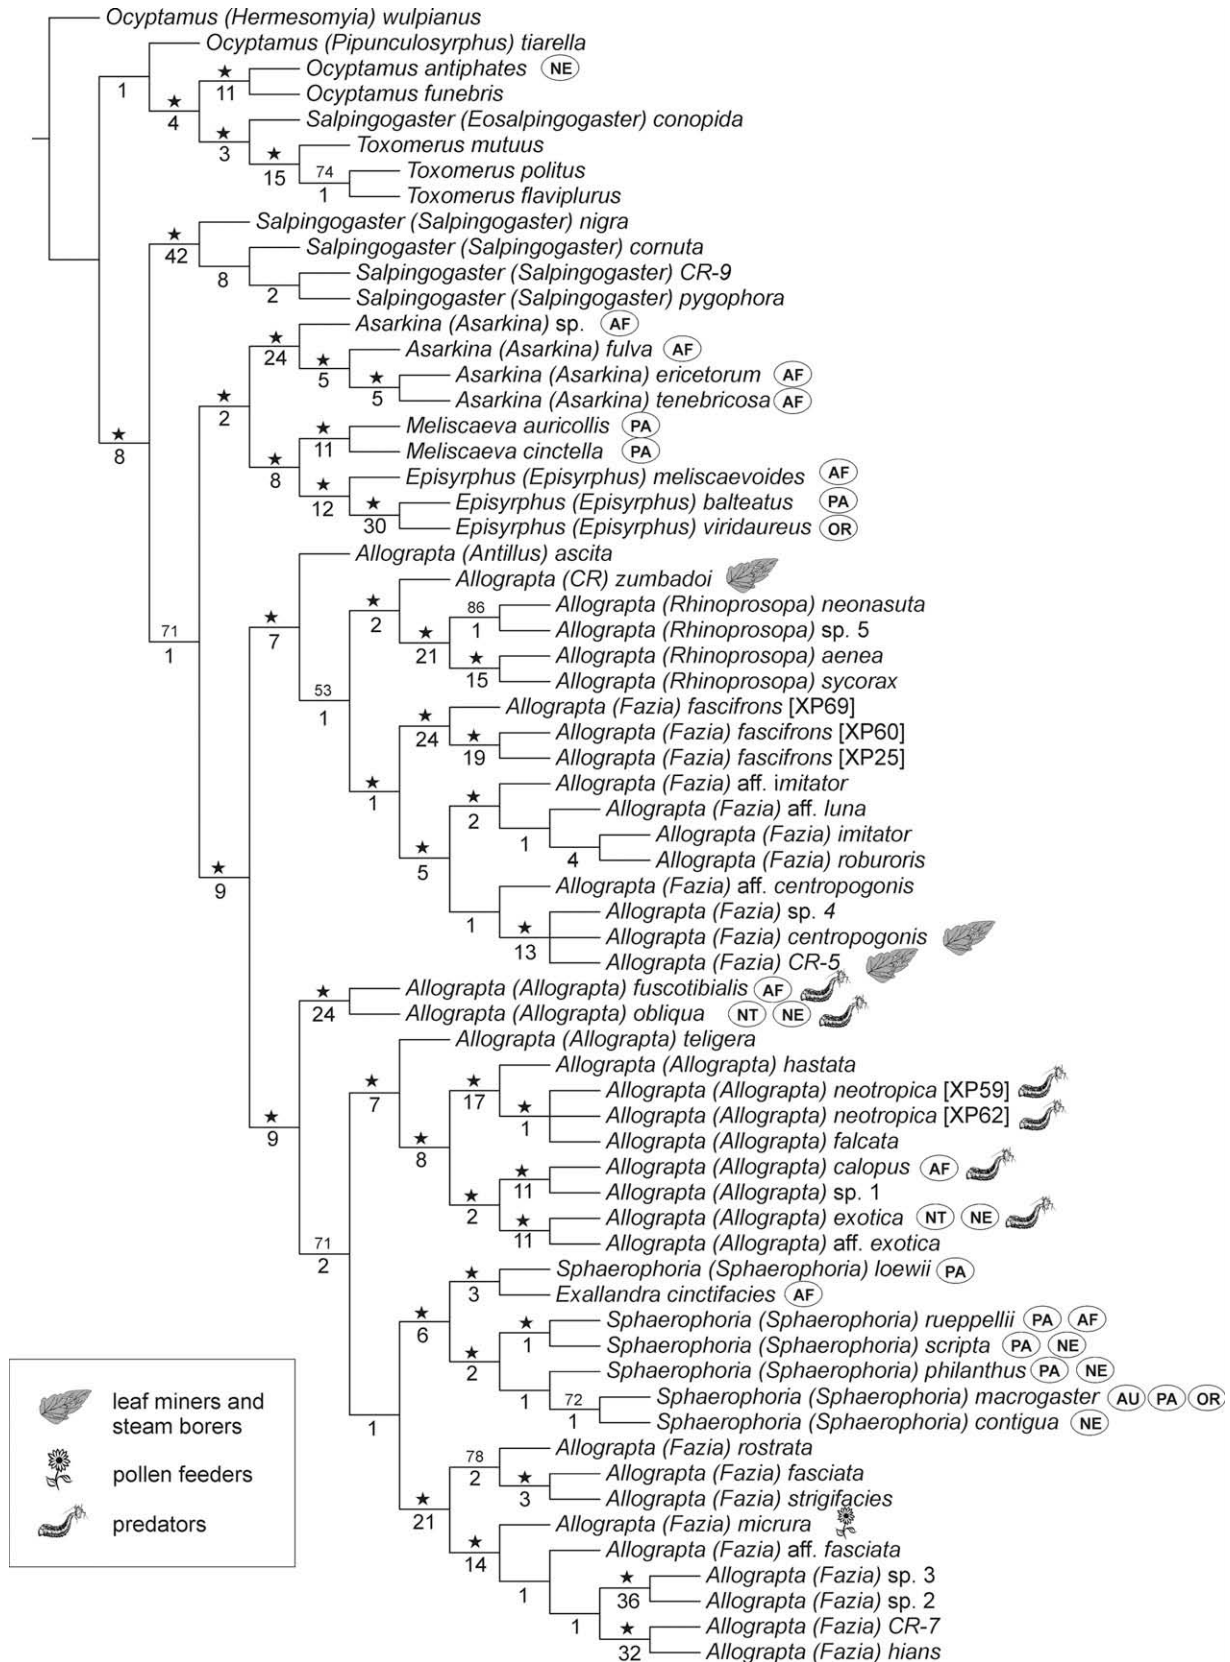 Ocyptamus (Hermesomyia) wulpianus
Ocyptamus (Pipunculosyrphus) tiarella
Ocyptamus antiphates NE
1
★
11
Ocyptamus funebris
★
4
Salpingogaster (Eosalpingogaster) conopida
★
3
Toxomerus mutuus
★
15
74
1
Toxomerus politus
Toxomerus flaviplurus
Salpingogaster (Salpingogaster) nigra
★
42
Salpingogaster (Salpingogaster) cornuta
8
Salpingogaster (Salpingogaster) CR-9
2
Salpingogaster (Salpingogaster) pygophora
Asarkina (Asarkina) sp. AF
★
24
Asarkina (Asarkina) fulva AF
★
5
Asarkina (Asarkina) ericetorum AF
★
5
Asarkina (Asarkina) tenebricosa AF
★
2
Meliscaeva auricollis PA
★
11
Meliscaeva cinctella PA
★
8
★
8
Episyrphus (Episyrphus) meliscaevoides AF
★
12
Episyrphus (Episyrphus) balteatus PA
★
30
Episyrphus (Episyrphus) viridaureus OR
Allograpta (Antillus) ascita
Allograpta (CR) zumbadoi
★
2
86
1
Allograpta (Rhinoprosopa) neonasuta
Allograpta (Rhinoprosopa) sp. 5
71
1
★
7
★
21
Allograpta (Rhinoprosopa) aenea
★
15
Allograpta (Rhinoprosopa) sycorax
53
1
Allograpta (Fazia) fascifrons [XP69]
★
24
Allograpta (Fazia) fascifrons [XP60]
★
19
Allograpta (Fazia) fascifrons [XP25]
★
1
Allograpta (Fazia) aff. imitator
★
2
Allograpta (Fazia) aff. luna
1
Allograpta (Fazia) imitator
4
Allograpta (Fazia) roburoris
★
5
★
9
Allograpta (Fazia) aff. centropogonis
1
Allograpta (Fazia) sp. 4
★
13
Allograpta (Fazia) centropogonis
Allograpta (Fazia) CR-5
Allograpta (Allograpta) fuscotibialis AF
★
24
Allograpta (Allograpta) obliqua NT NE
Allograpta (Allograpta) teligera
★
7
Allograpta (Allograpta) hastata
★
17
Allograpta (Allograpta) neotropica [XP59]
★
1
Allograpta (Allograpta) neotropica [XP62]
Allograpta (Allograpta) falcata
★
9
★
8
Allograpta (Allograpta) calopus AF
★
11
Allograpta (Allograpta) sp. 1
★
2
Allograpta (Allograpta) exotica NT NE
★
11
Allograpta (Allograpta) aff. exotica
71
2
Sphaerophoria (Sphaerophoria) loewii PA
★
3
Exallandra cinctifacies AF
★
6
Sphaerophoria (Sphaerophoria) rueppellii PA AF
★
1
Sphaerophoria (Sphaerophoria) scripta PA NE
★
2
Sphaerophoria (Sphaerophoria) philanthus PA NE
1
72
1
Sphaerophoria (Sphaerophoria) macrogaster AU PA OR
Sphaerophoria (Sphaerophoria) contigua NE
1
Allograpta (Fazia) rostrata
78
2
Allograpta (Fazia) fasciata
★
3
Allograpta (Fazia) strigifacies
★
21
Allograpta (Fazia) micrura
★
14
Allograpta (Fazia) aff. fasciata
1
Allograpta (Fazia) sp. 3
★
36
Allograpta (Fazia) sp. 2
1
Allograpta (Fazia) CR-7
★
32
Allograpta (Fazia) hians
leaf miners and
steam borers
pollen feeders
predators